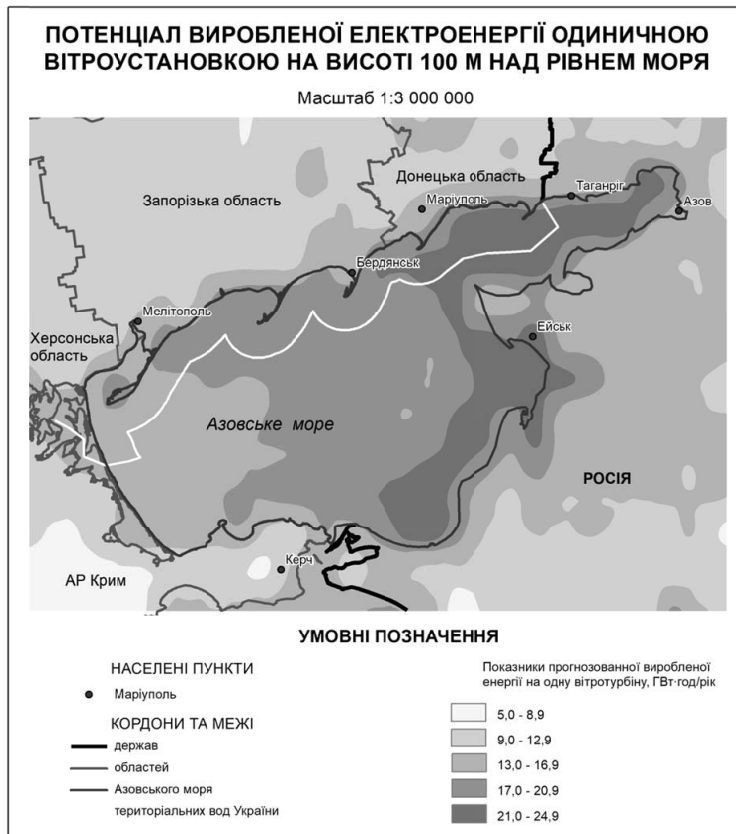 ПОТЕНЦІАЛ ВИРОБЛЕНОЇ ЕЛЕКТРОЕНЕРГІЇ ОДИНИЧНОЮ
ВІТРОУСТАНОВКОЮ НА ВИСОТІ 100 М НАД РІВНЕМ МОРЯ
Масштаб 1:3 000 000
Донецька область
Таганріг
Запорізька область
Маріуполь
Азов
Бердянськ
Мелітополь
Ейськ
Херсонська
область
Азовське море
РОСІЯ
Керч
АР Крим
УМОВНІ ПОЗНАЧЕННЯ
НАСЕЛЕНІ ПУНКТИ
Маріуполь
КОРДОНИ ТА МЕЖІ
держав
областей
Азовського моря
територіальних вод України
Показники прогнозованної виробленої
енергії на одну вітротурбіну, ГВт·год/рік
5,0 - 8,9
9,0 - 12,9
13,0 - 16,9
17,0 - 20,9
21,0 - 24,9